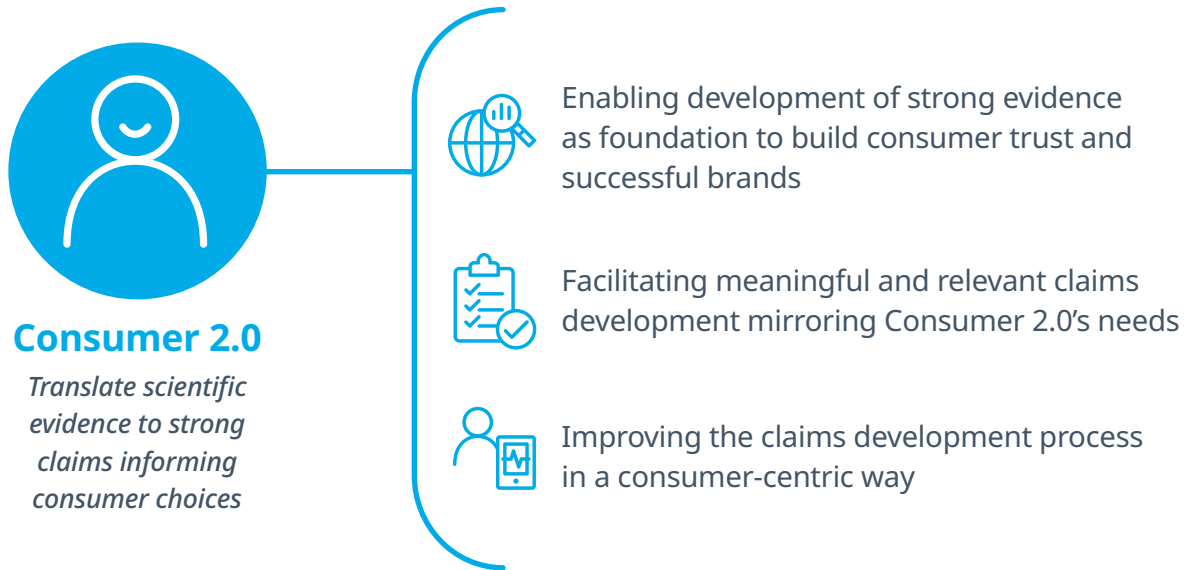 Consumer 2.0
Translate scientific
evidence to strong
claims informing
consumer choices
Enabling development of strong evidence
as foundation to build consumer trust and
successful brands
Facilitating meaningful and relevant claims
development mirroring Consumer 2.0’s needs
Improving the claims development process
in a consumer-centric way